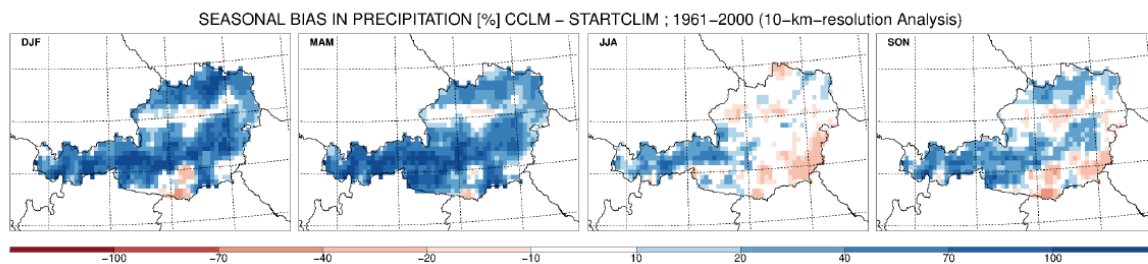 SEASONAL BIAS IN PRECIPITATION [%] CCLM − STARTCLIM ; 1961−2000 (10−km−resolution Analysis)
DJF MAM JJA SON
−100 −70 −40 −20 −10 10 20 40 70 100